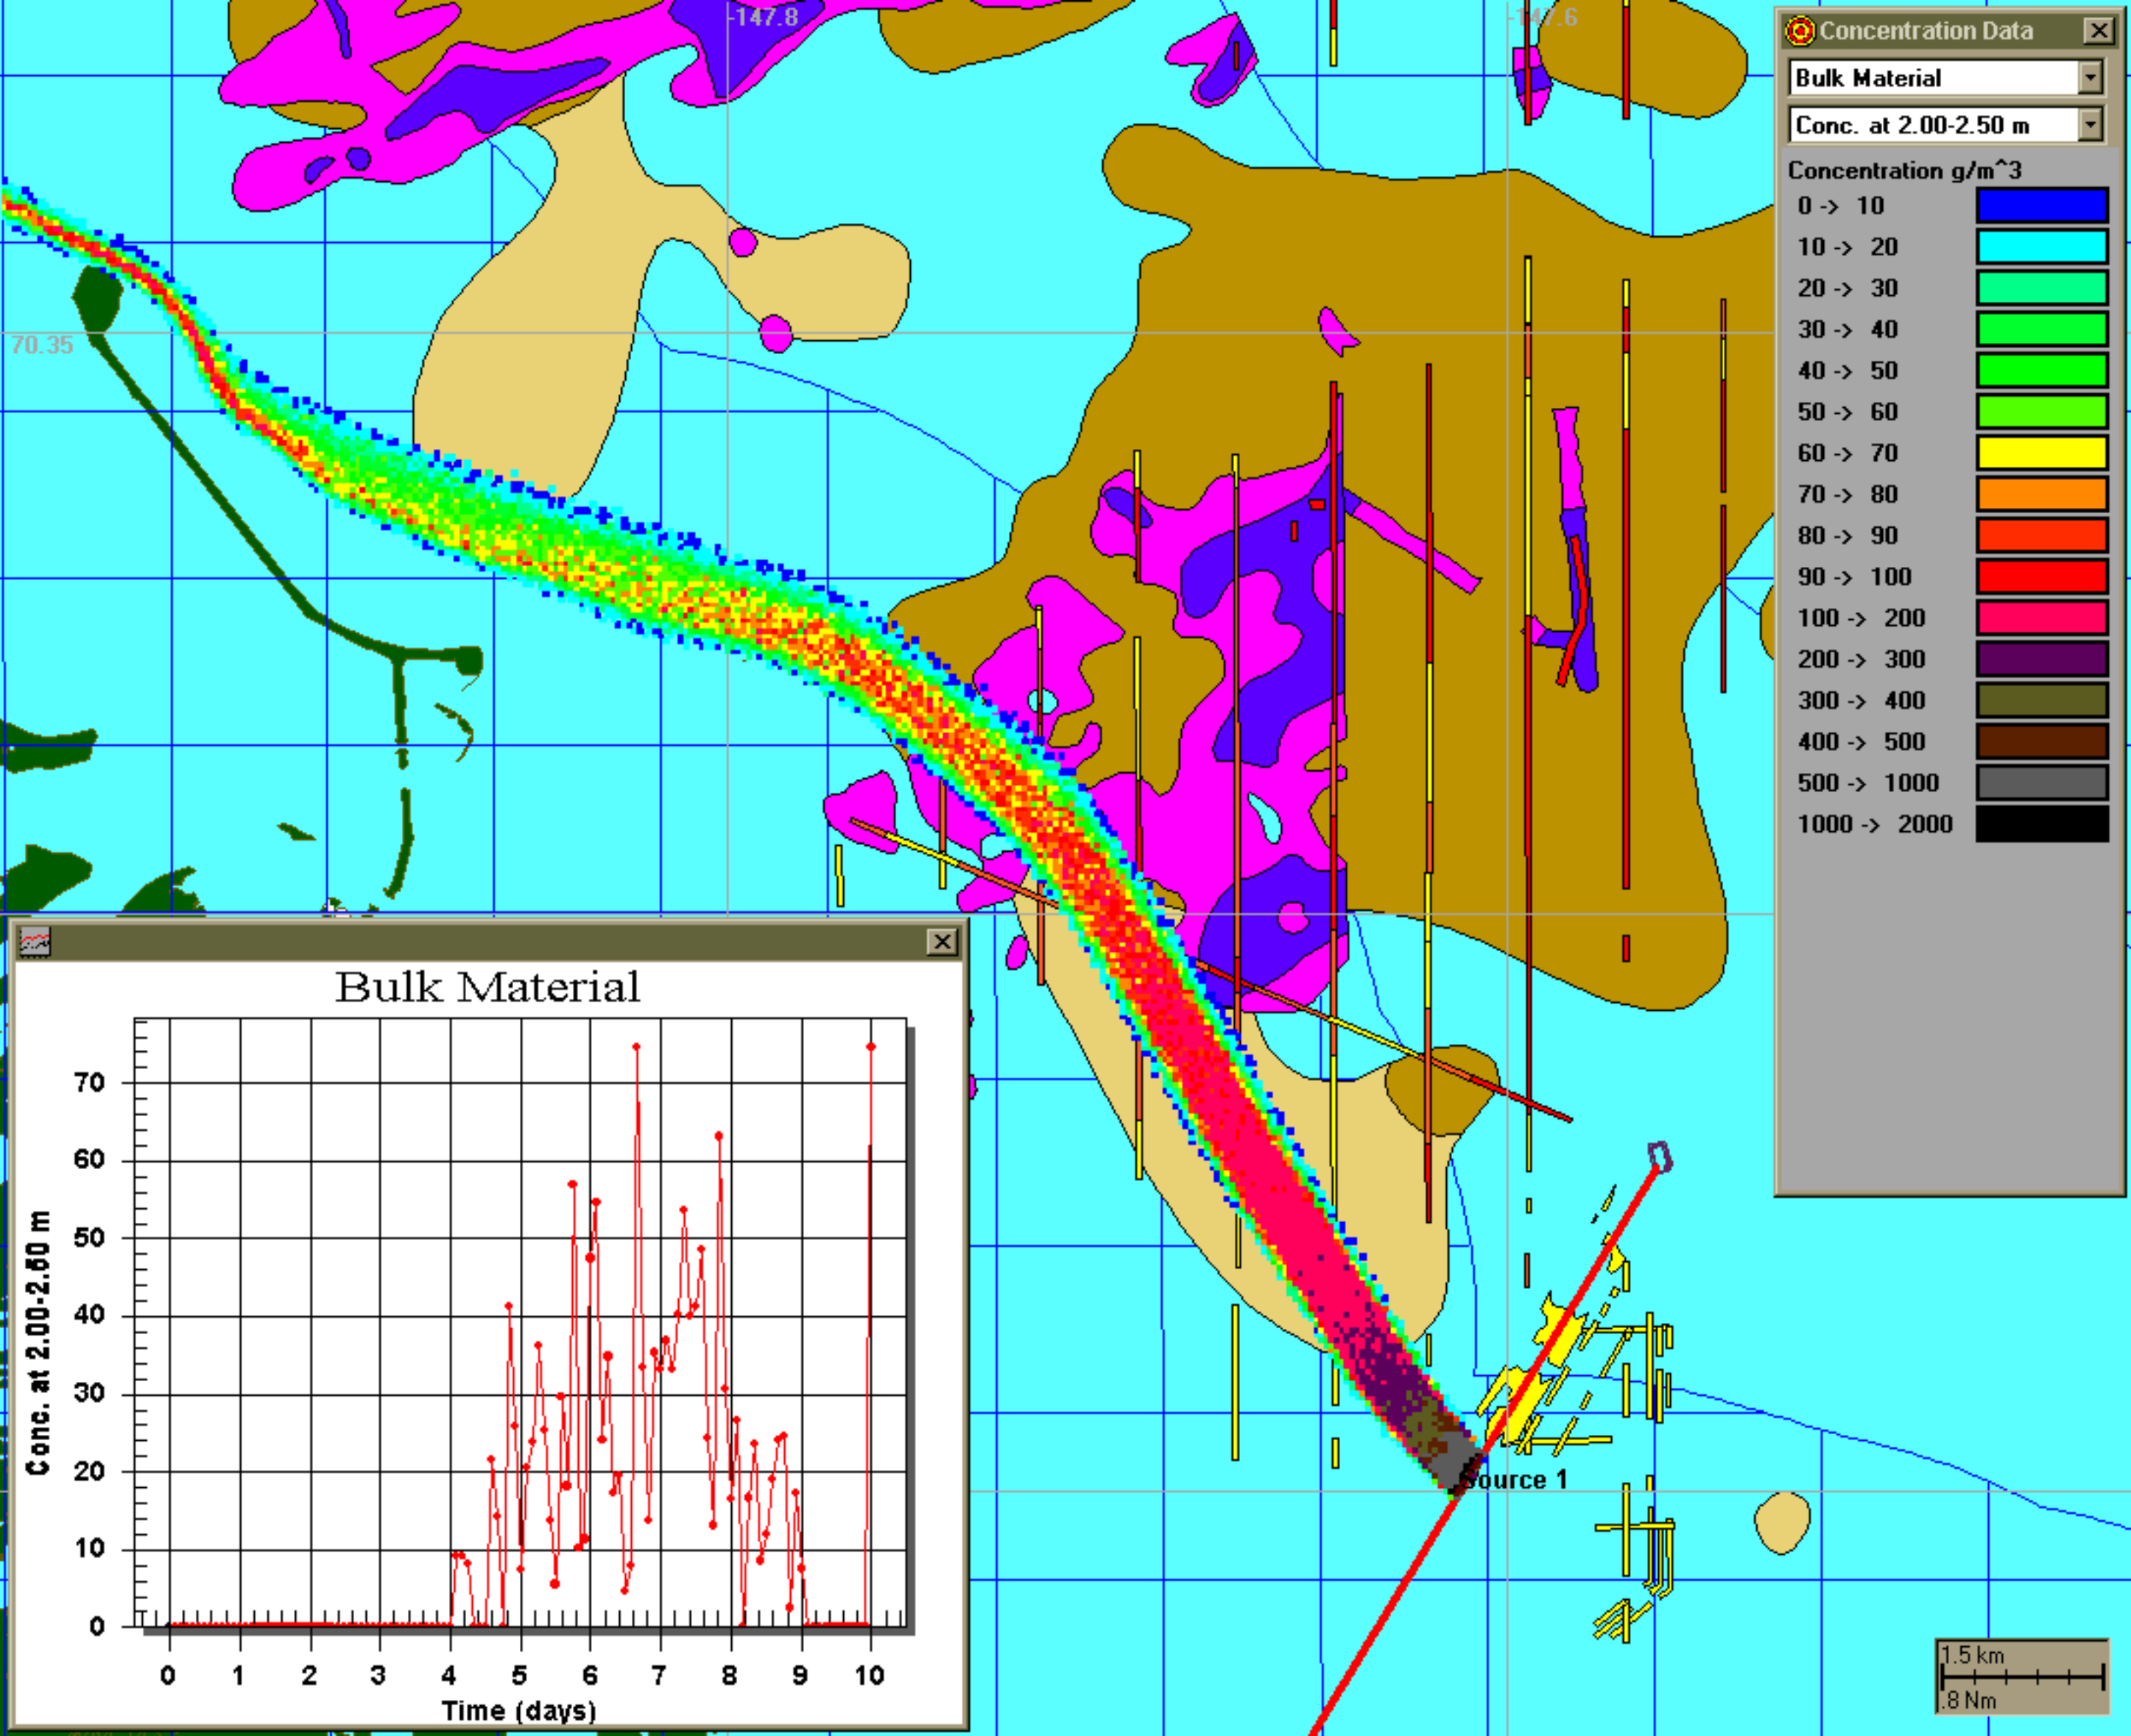 -147.8
-147.6
70.35
Concentration Data
Bulk Material
Conc. at 2.00-2.50 m
Concentration g/m^3
0 -> 10
10 -> 20
20 -> 30
30 -> 40
40 -> 50
50 -> 60
60 -> 70
70 -> 80
80 -> 90
90 -> 100
100 -> 200
200 -> 300
300 -> 400
400 -> 500
500 -> 1000
1000 -> 2000
Bulk Material
Conc. at 2.00-2.50 m
70
60
50
40
30
20
10
0
0 1 2 3 4 5 6 7 8 9 10
Time (days)
Source 1
1.5 km
.8 Nm